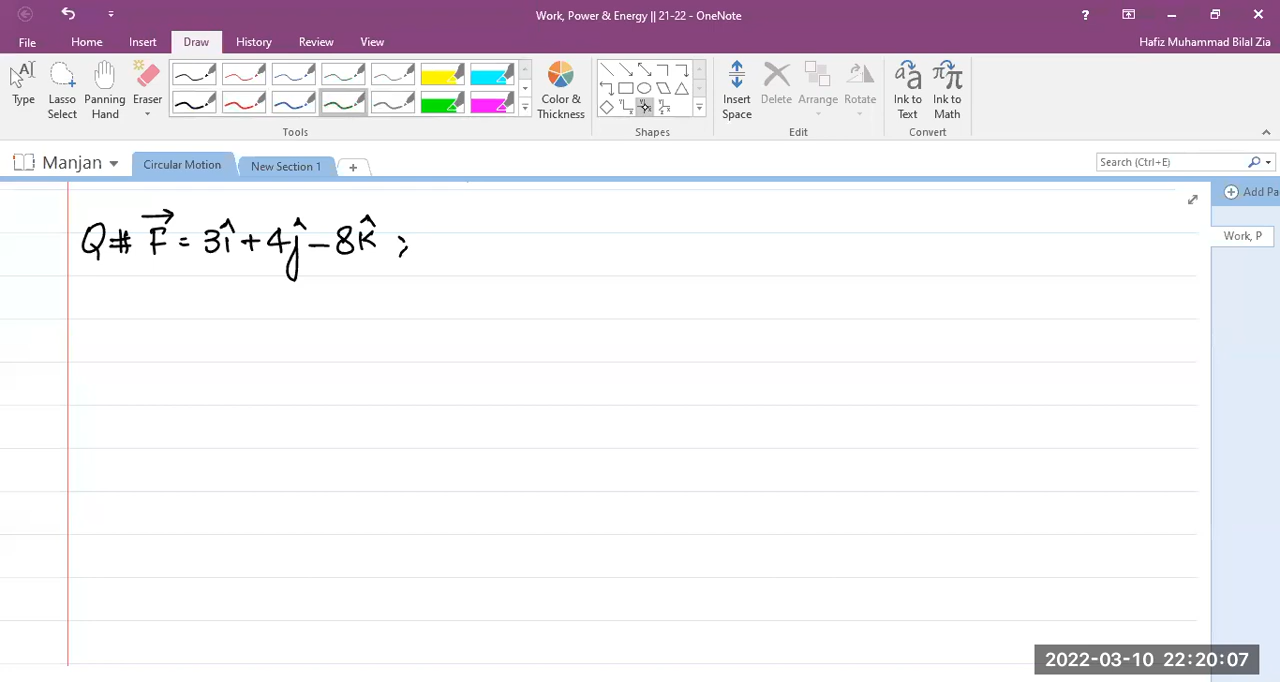 Work, Power & Energy || 21-22 - OneNote
?
File Home Insert Draw History Review View
Hafiz Muhammad Bilal Zia
Type
Lasso Select
Panning Hand
Eraser
Color & Thickness
Insert Space
Delete
Arrange
Rotate
Ink to Text
Ink to Math
Tools
Shapes
Edit
Convert
Manjan
Circular Motion
New Section 1
+
Search (Ctrl+E)
Add Pa
Work, P
Q# F⃗ = 3î + 4ĵ - 8k̂ ;
2022-03-10 22:20:07